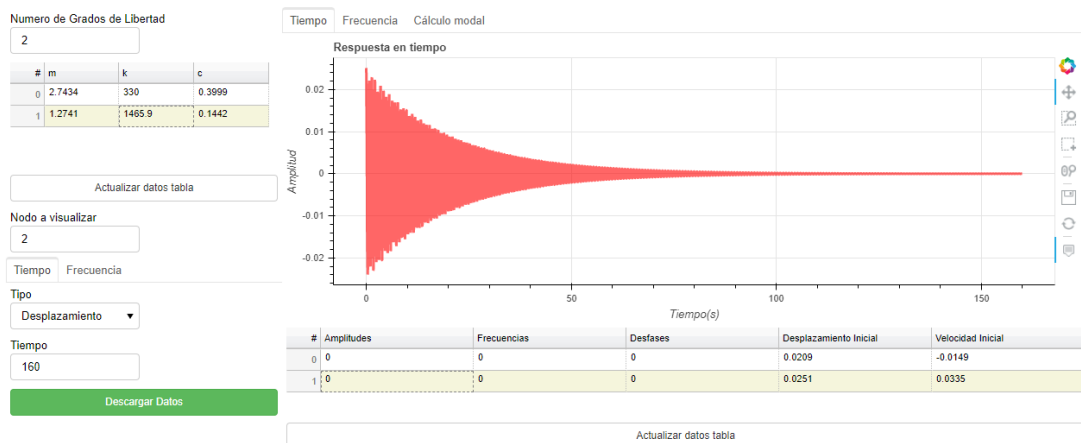 Numero de Grados de Libertad
2
# m k c
0 2.7434 330 0.3999
1 1.2741 1465.9 0.1442
Actualizar datos tabla
Nodo a visualizar
2
Tiempo Frecuencia
Tipo
Desplazamiento
Tiempo
160
Descargar Datos
Tiempo Frecuencia Cálculo modal
Respuesta en tiempo
Amplitud
0.02
0.01
0
-0.01
-0.02
0 50 100 150
Tiempo(s)
# Amplitudes Frecuencias Desfases Desplazamiento Inicial Velocidad Inicial
0 0 0 0 0.0209 -0.0149
1 0 0 0 0.0251 0.0335
Actualizar datos tabla